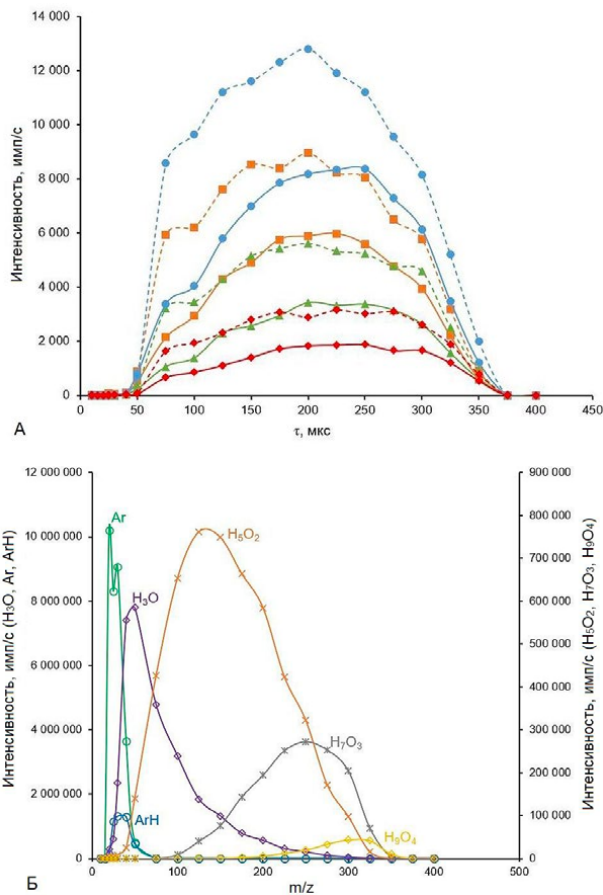 14 000
12 000
10 000
8 000
6 000
4 000
2 000
0
Интенсивность, имп/с
0 50 100 150 200 250 300 350 400 450
τ, мкс
А
12 000 000
10 000 000
8 000 000
6 000 000
4 000 000
2 000 000
0
Интенсивность, имп/с (H₃O, Ar, ArH)
900 000
800 000
700 000
600 000
500 000
400 000
300 000
200 000
100 000
0
Интенсивность, имп/с (H₅O₂, H₇O₃, H₉O₄)
Ar
H₅O₂
H₃O
H₇O₃
ArH
H₉O₄
0 100 200 300 400 500
m/z
Б